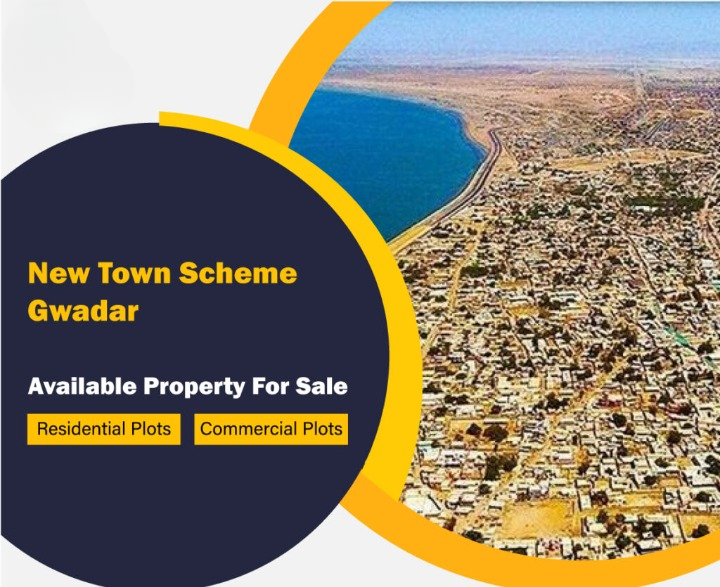 New Town Scheme
Gwadar
Available Property For Sale
Residential Plots
Commercial Plots